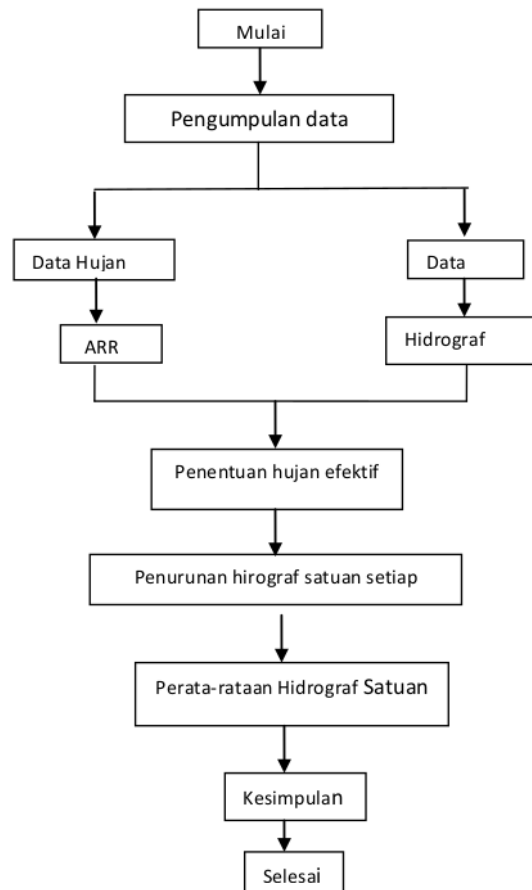 Mulai
Pengumpulan data
Data Hujan
Data
ARR
Hidrograf
Penentuan hujan efektif
Penurunan hirograf satuan setiap
Perata-rataan Hidrograf Satuan
Kesimpulan
Selesai